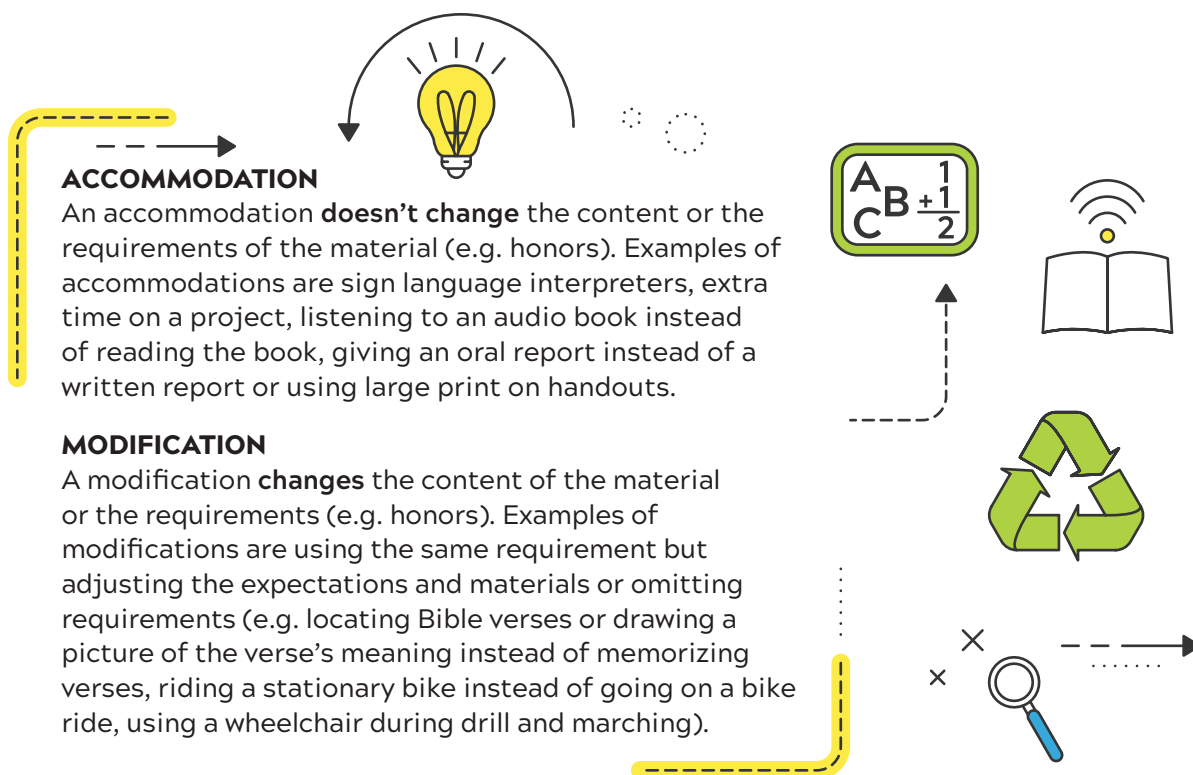 ACCOMMODATION
An accommodation doesn’t change the content or the
requirements of the material (e.g. honors). Examples of
accommodations are sign language interpreters, extra
time on a project, listening to an audio book instead
of reading the book, giving an oral report instead of a
written report or using large print on handouts.
MODIFICATION
A modification changes the content of the material
or the requirements (e.g. honors). Examples of
modifications are using the same requirement but
adjusting the expectations and materials or omitting
requirements (e.g. locating Bible verses or drawing a
picture of the verse’s meaning instead of memorizing
verses, riding a stationary bike instead of going on a bike
ride, using a wheelchair during drill and marching).
A B C
1
+1
2